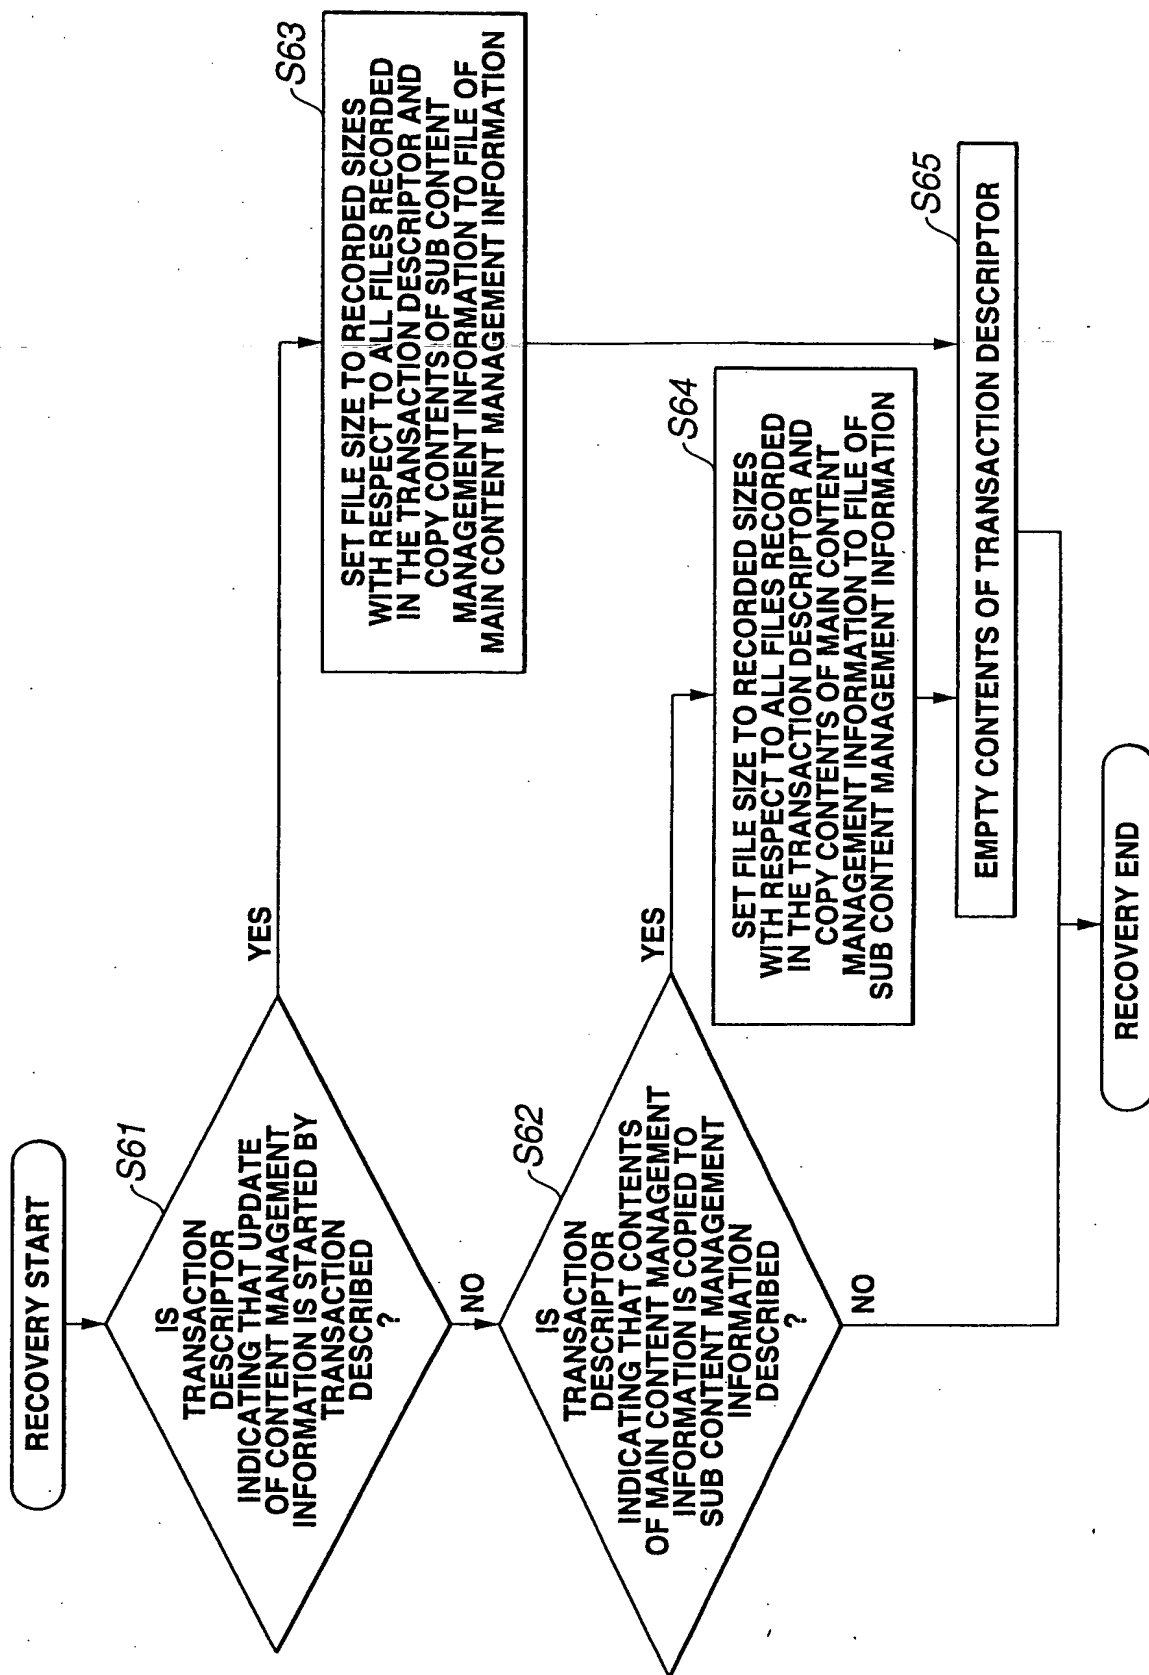 RECOVERY START
S61
IS
TRANSACTION
DESCRIPTOR
INDICATING THAT UPDATE
OF CONTENT MANAGEMENT
INFORMATION IS STARTED BY
TRANSACTION
DESCRIBED
?
YES
NO
S63
SET FILE SIZE TO RECORDED SIZES
WITH RESPECT TO ALL FILES RECORDED
IN THE TRANSACTION DESCRIPTOR AND
COPY CONTENTS OF SUB CONTENT
MANAGEMENT INFORMATION TO FILE OF
MAIN CONTENT MANAGEMENT INFORMATION
S62
IS
TRANSACTION
DESCRIPTOR
INDICATING THAT CONTENTS
OF MAIN CONTENT MANAGEMENT
INFORMATION IS COPIED TO
SUB CONTENT MANAGEMENT
INFORMATION
DESCRIBED
?
YES
NO
S64
SET FILE SIZE TO RECORDED SIZES
WITH RESPECT TO ALL FILES RECORDED
IN THE TRANSACTION DESCRIPTOR AND
COPY CONTENTS OF MAIN CONTENT
MANAGEMENT INFORMATION TO FILE OF
SUB CONTENT MANAGEMENT INFORMATION
S65
EMPTY CONTENTS OF TRANSACTION DESCRIPTOR
RECOVERY END